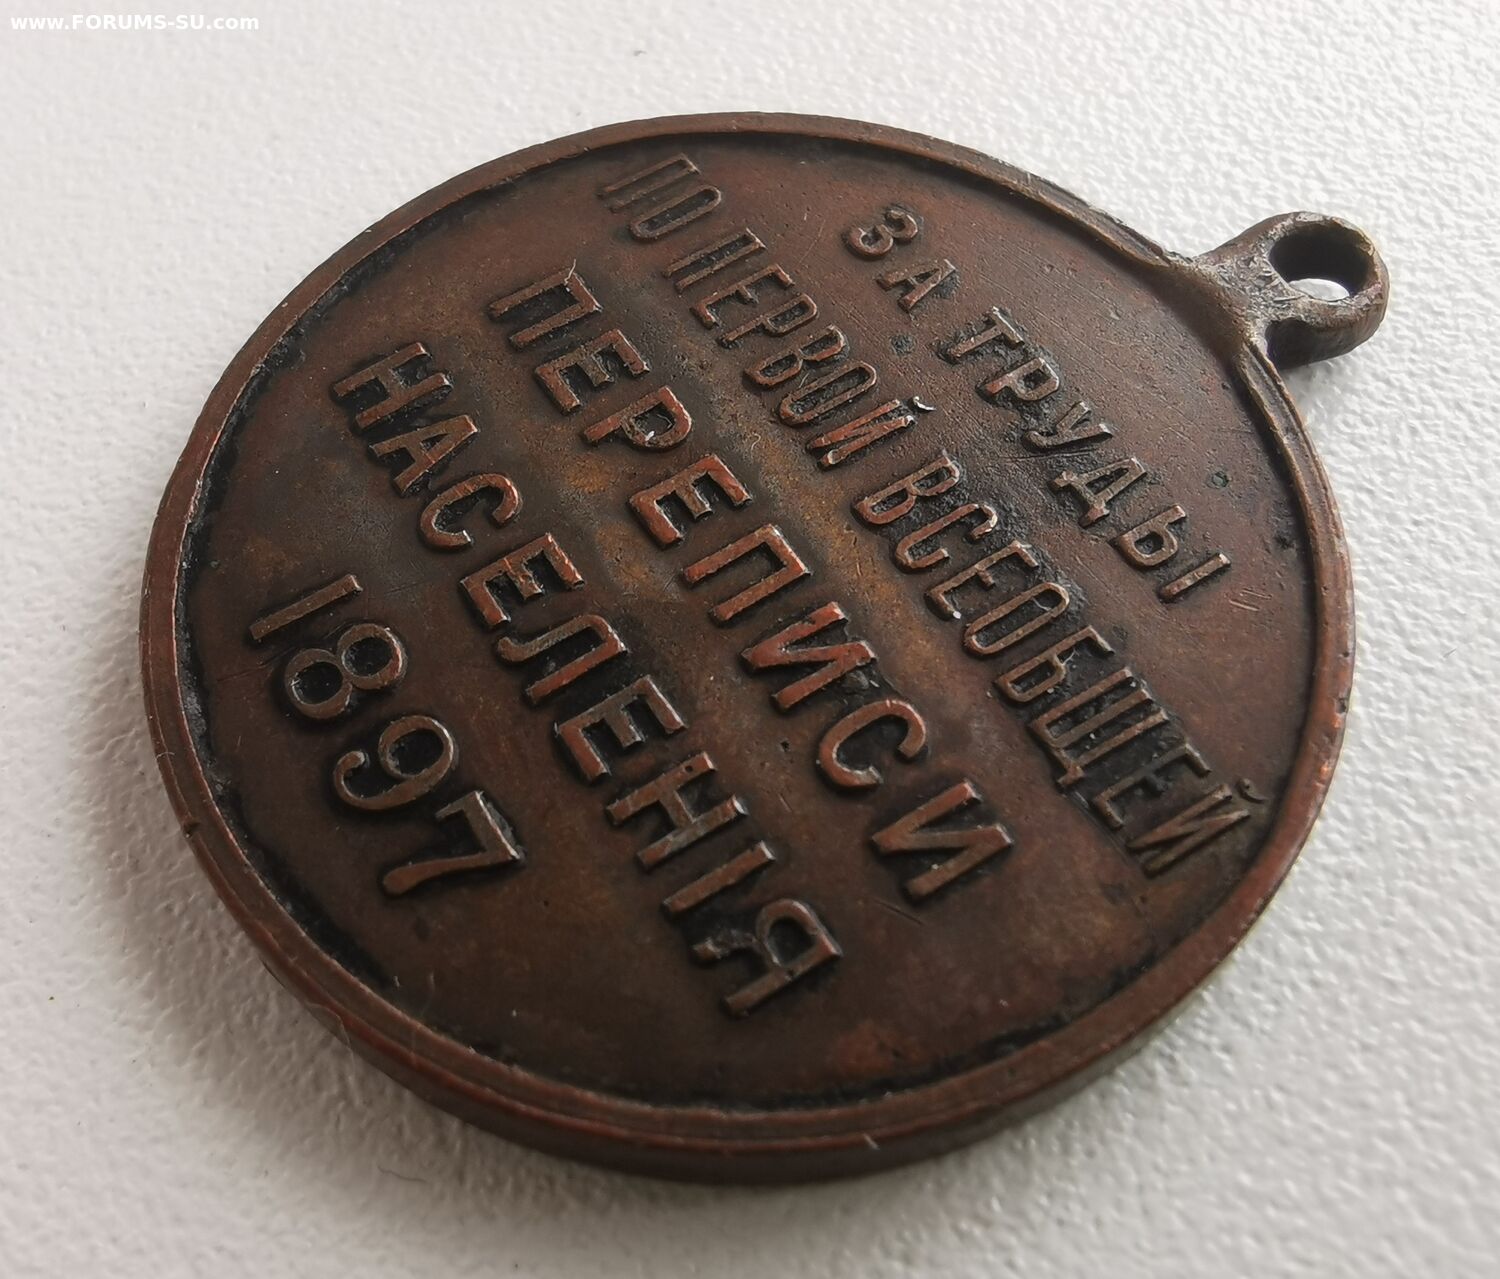 www.FORUMS-SU.com
ЗА ТРУДЫ
ПО ПЕРВОЙ ВСЕОБЩЕЙ
ПЕРЕПИСИ
НАСЕЛЕНІЯ
1897